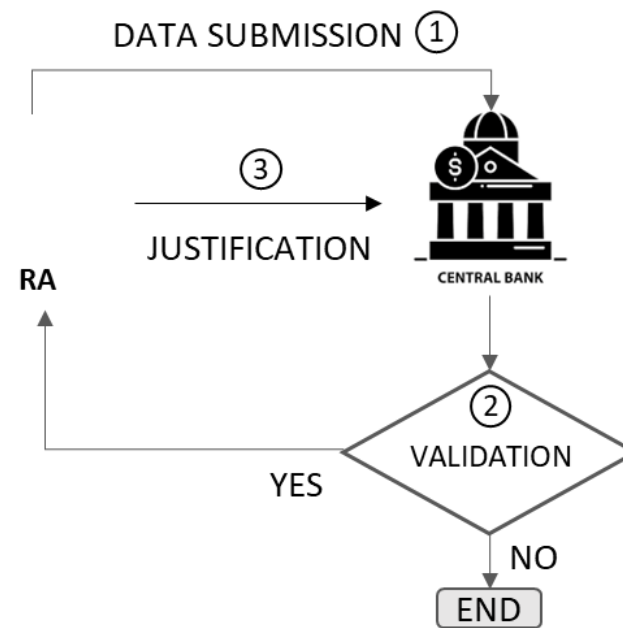 DATA SUBMISSION 1
$
3
JUSTIFICATION
CENTRAL BANK
RA
2
VALIDATION
YES
NO
END